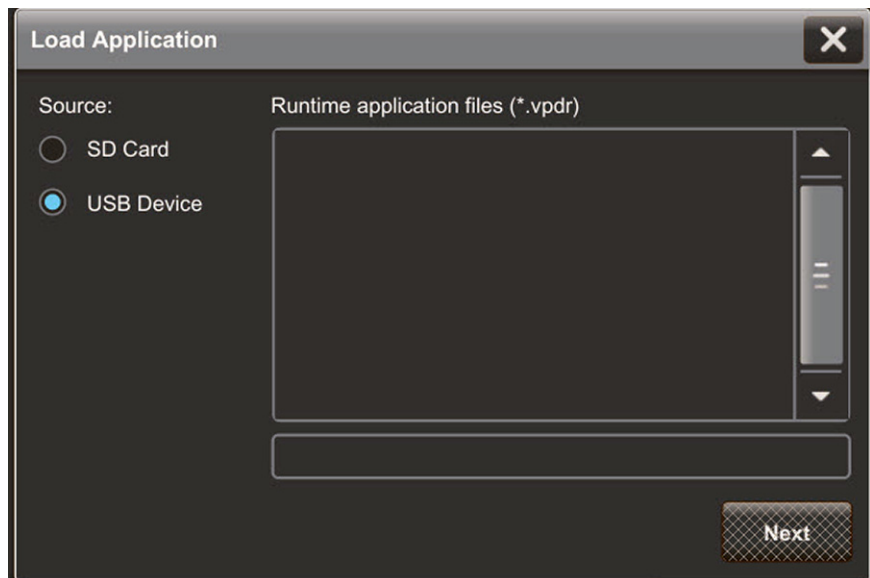 Load Application
Source:
Runtime application files (*.vpdr)
SD Card
USB Device
Next